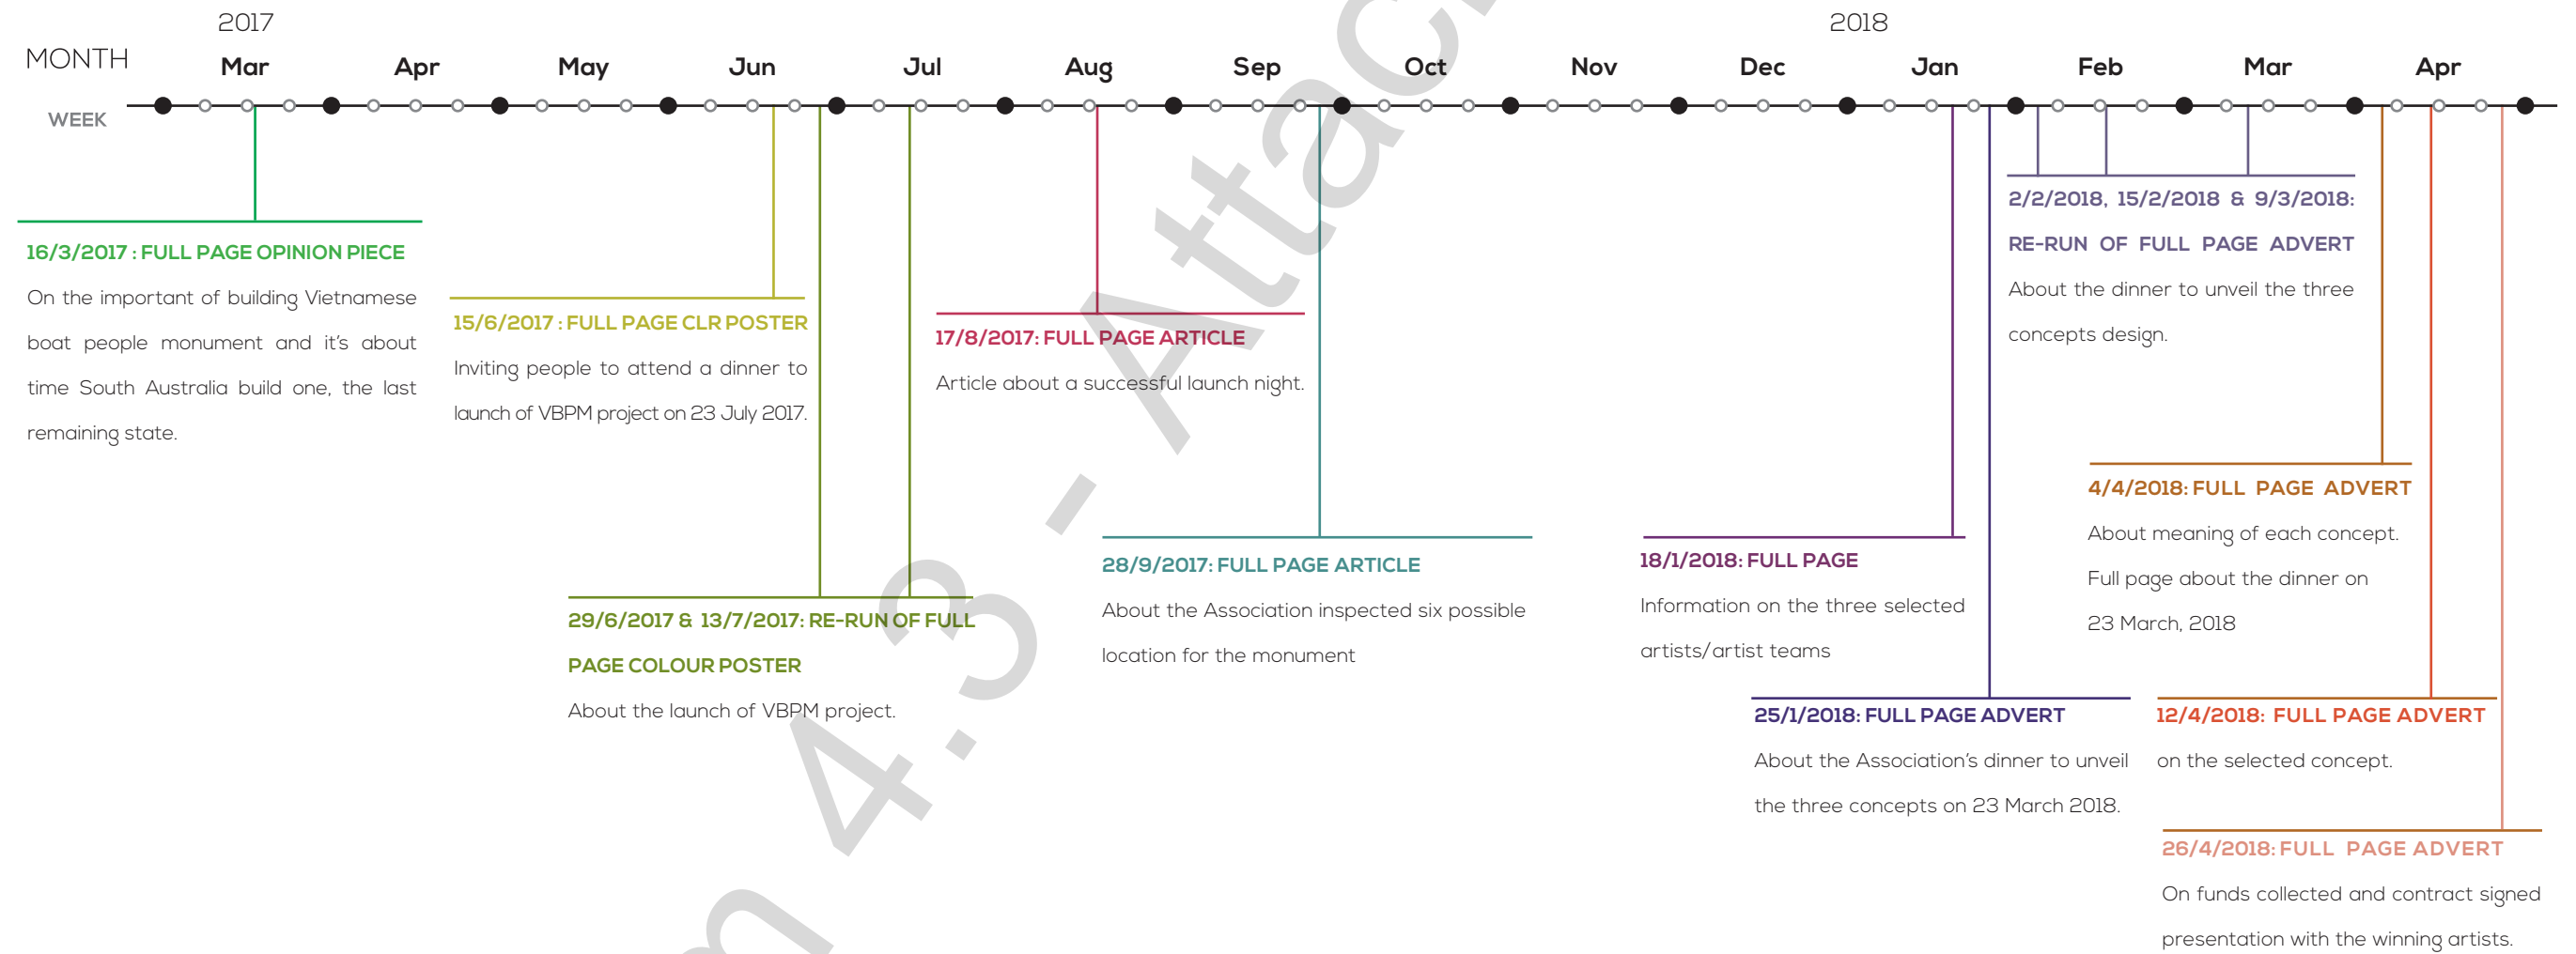 2017
2018
MONTH
Mar Apr May Jun Jul Aug Sep Oct Nov Dec Jan Feb Mar Apr
WEEK
16/3/2017 : FULL PAGE OPINION PIECE
On the important of building Vietnamese
boat people monument and it's about
time South Australia build one, the last
remaining state.
15/6/2017 : FULL PAGE CLR POSTER
Inviting people to attend a dinner to
launch of VBPM project on 23 July 2017.
29/6/2017 & 13/7/2017: RE-RUN OF FULL
PAGE COLOUR POSTER
About the launch of VBPM project.
17/8/2017: FULL PAGE ARTICLE
Article about a successful launch night.
28/9/2017: FULL PAGE ARTICLE
About the Association inspected six possible
location for the monument
18/1/2018: FULL PAGE
Information on the three selected
artists/artist teams
25/1/2018: FULL PAGE ADVERT
About the Association's dinner to unveil
the three concepts on 23 March 2018.
2/2/2018, 15/2/2018 & 9/3/2018:
RE-RUN OF FULL PAGE ADVERT
About the dinner to unveil the three
concepts design.
4/4/2018: FULL PAGE ADVERT
About meaning of each concept.
Full page about the dinner on
23 March, 2018
12/4/2018: FULL PAGE ADVERT
on the selected concept.
26/4/2018: FULL PAGE ADVERT
On funds collected and contract signed
presentation with the winning artists.
m 4.3 - Attac